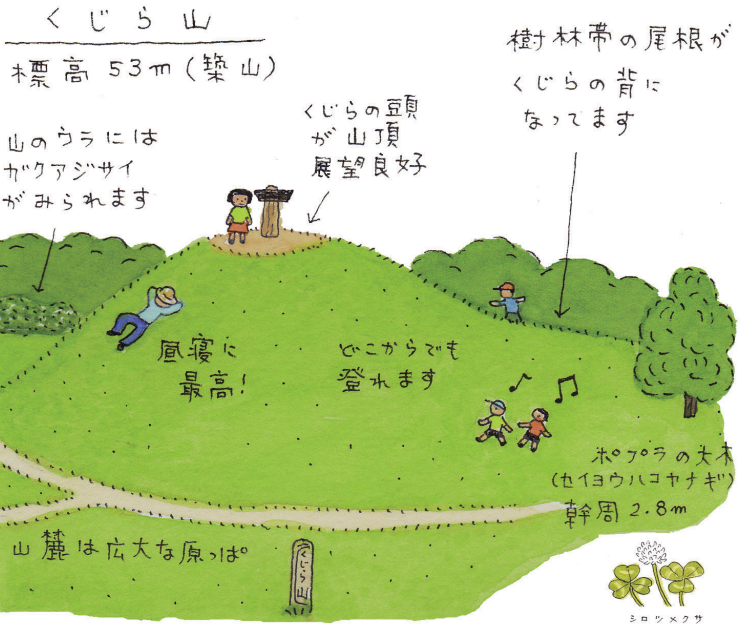 くじら山
標高 53m(築山)
樹林帯の尾根が
くじらの背に
なってます
くじらの頭
が山頂
展望良好
山のウラには
ガクアジサイ
がみられます
昼寝に
最高!
どこからでも
登れます
ポプラの大木
(セイヨウハコヤナギ)
幹周 2.8m
山麓は広大な原っぱ
くじら山
シロツメクサ